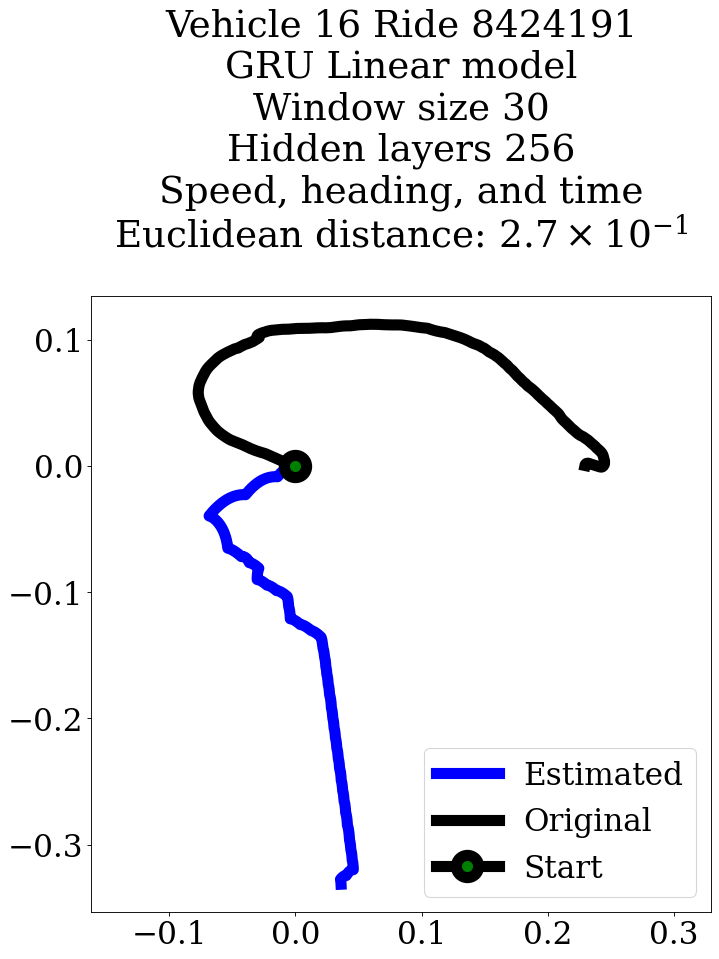 Vehicle 16 Ride 8424191
GRU Linear model
Window size 30
Hidden layers 256
Speed, heading, and time
Euclidean distance: 2.7 × 10⁻¹
0.1
0.0
−0.1
−0.2
−0.3
Estimated
Original
Start
−0.1 0.0 0.1 0.2 0.3